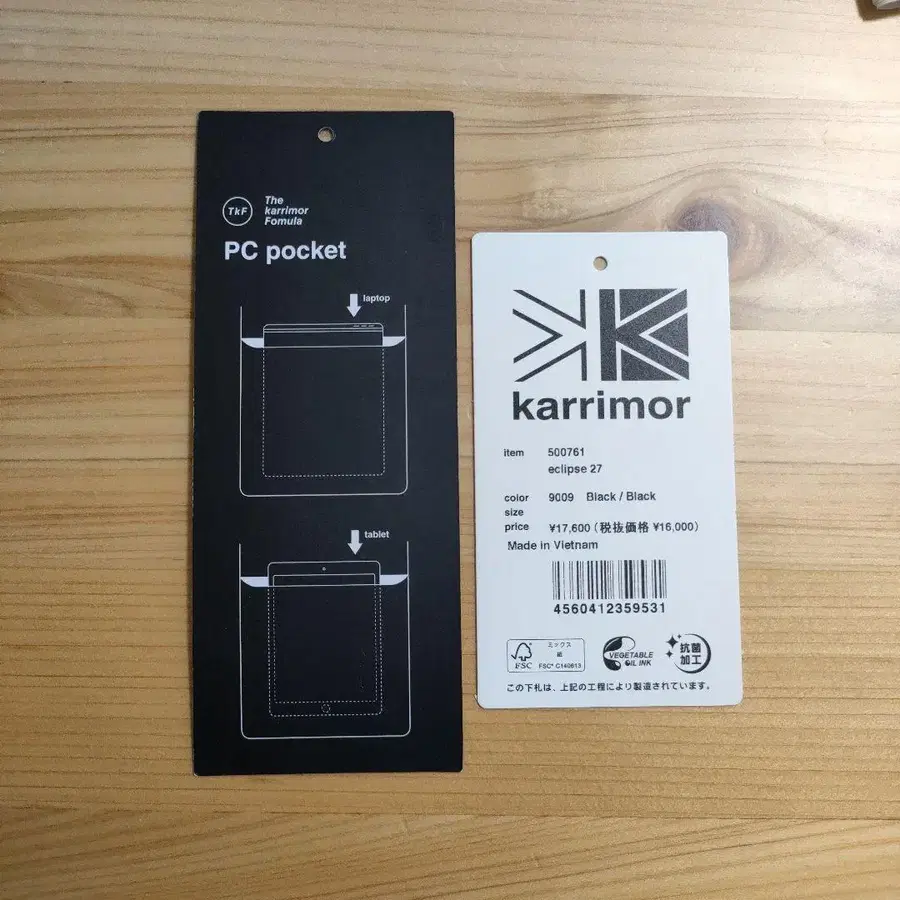 TkF
The
karrimor
Fomula
PC pocket
laptop
tablet
karrimor
item 500761
eclipse 27
color 9009 Black / Black
size
price ¥17,600 (税抜価格 ¥16,000)
Made in Vietnam
4560412359531
FSC
ミックス
紙
FSC® C140613
VEGETABLE
OIL INK
抗菌
加工
この下札は、上記の工程により製造されています。